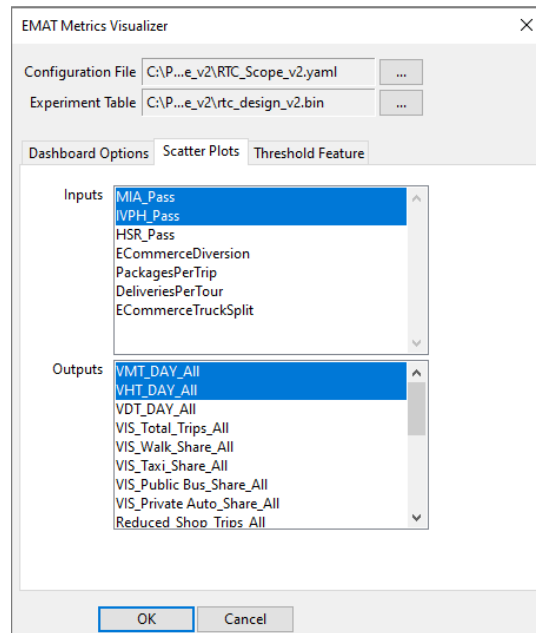 EMAT Metrics Visualizer
Configuration File C:\P...e_v2\RTC_Scope_v2.yaml ...
Experiment Table C:\P...e_v2\rtc_design_v2.bin ...
Dashboard Options Scatter Plots Threshold Feature
Inputs MIA_Pass
IVPH_Pass
HSR_Pass
ECommerceDiversion
PackagesPerTrip
DeliveriesPerTour
ECommerceTruckSplit
Outputs VMT_DAY_All
VHT_DAY_All
VDT_DAY_All
VIS_Total_Trips_All
VIS_Walk_Share_All
VIS_Taxi_Share_All
VIS_Public Bus_Share_All
VIS_Private Auto_Share_All
Reduced_Shop_Trips_All
OK Cancel